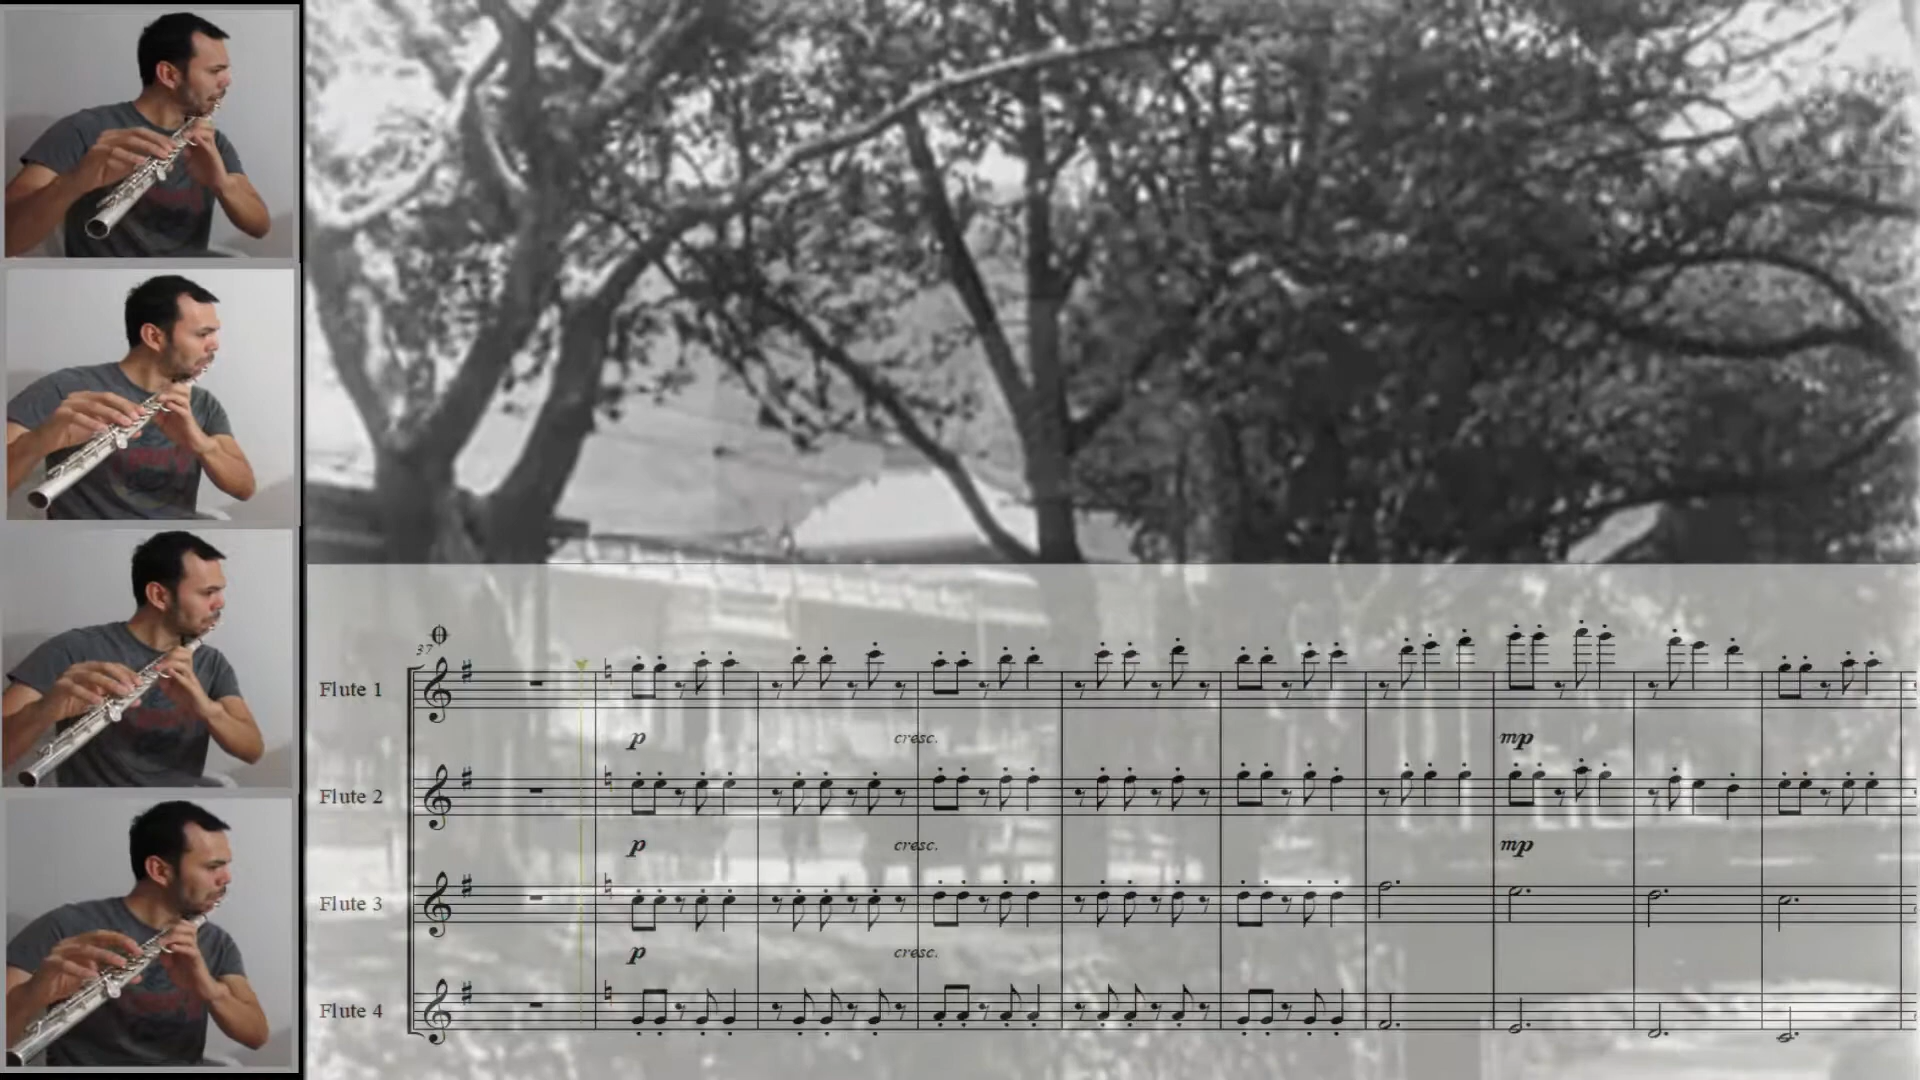 37
Flute 1
p cresc. mp
Flute 2
p cresc. mp
Flute 3
p cresc.
Flute 4